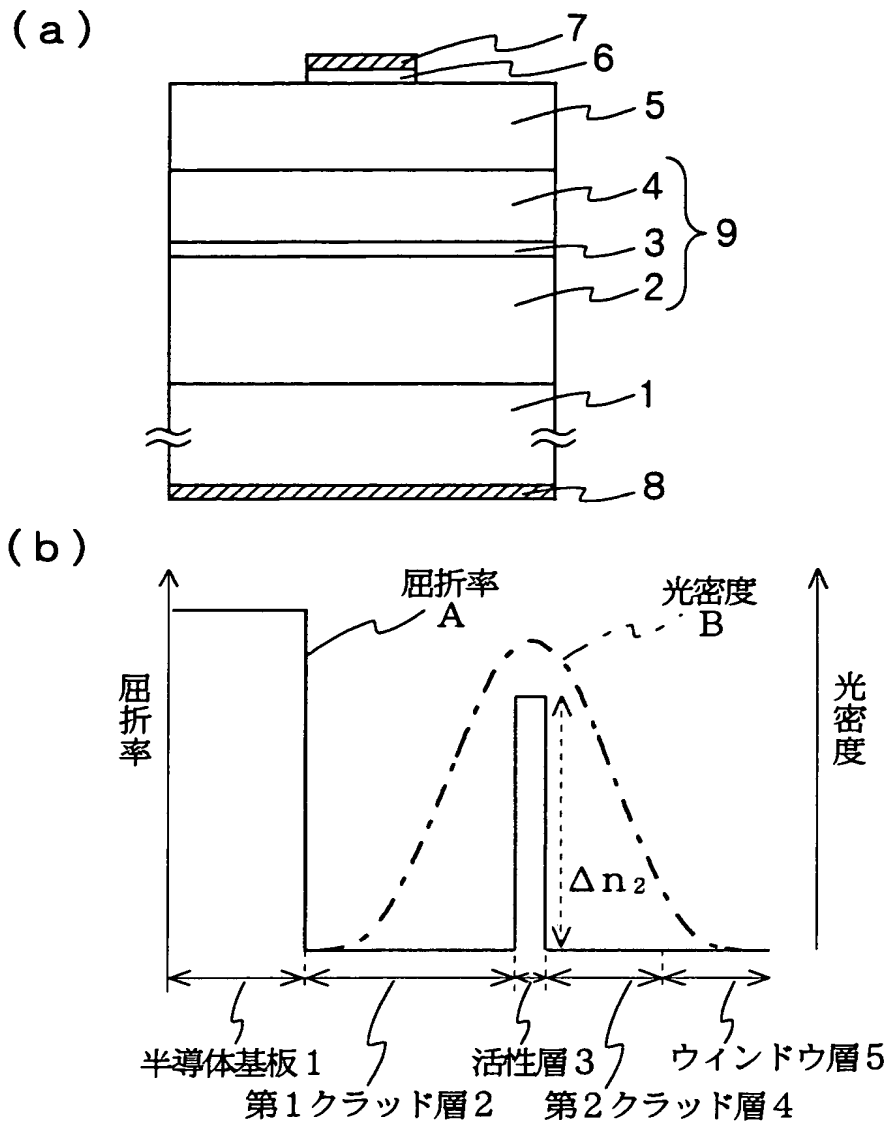 (a)
7
6
5
4
9
3
2
1
8
(b)
屈折率
A
光密度
B
屈折率
光密度
Δn₂
半導体基板1
活性層3
ウインドウ層5
第1クラッド層2
第2クラッド層4